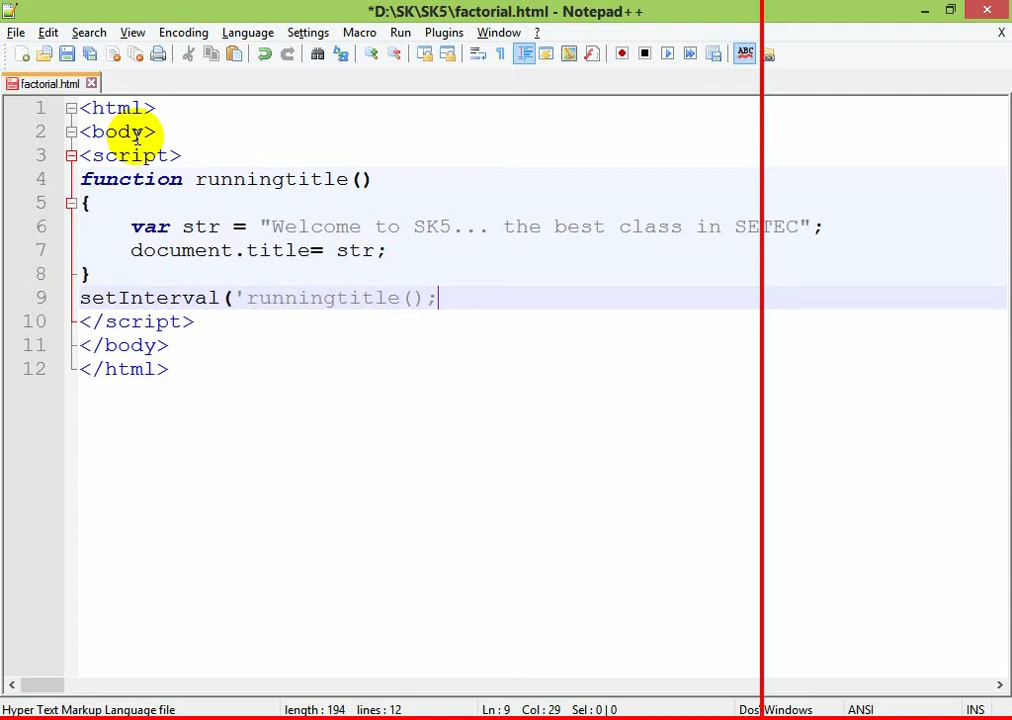 *D:\SK\SK5\factorial.html - Notepad++
File Edit Search View Encoding Language Settings Macro Run Plugins Window ? X
ABC
factorial.html
1 <html>
2 <body>
3 <script>
4 function runningtitle()
5 {
6 var str = "Welcome to SK5... the best class in SETEC";
7 document.title= str;
8 }
9 setInterval('runningtitle();
10 </script>
11 </body>
12 </html>
Hyper Text Markup Language file length : 194 lines : 12 Ln : 9 Col : 29 Sel : 0 | 0 Dos\Windows ANSI INS